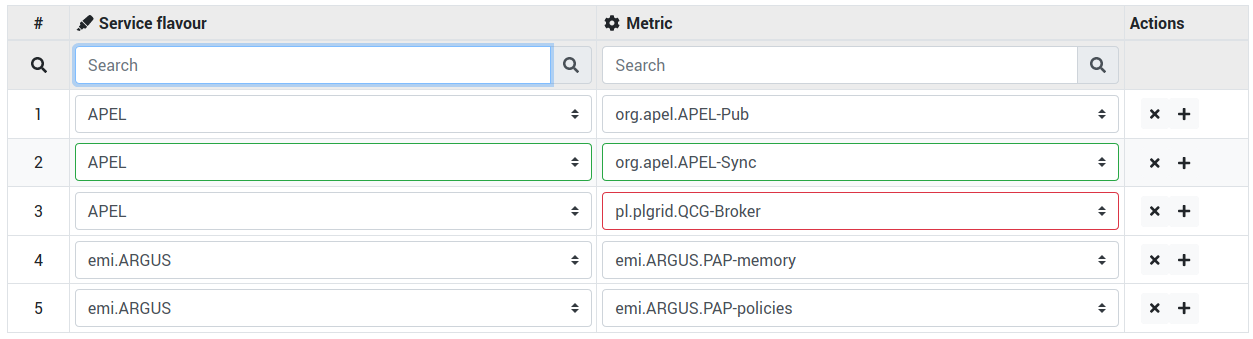 # Service flavour Metric Actions
Search Search
1 APEL org.apel.APEL-Pub
2 APEL org.apel.APEL-Sync
3 APEL pl.plgrid.QCG-Broker
4 emi.ARGUS emi.ARGUS.PAP-memory
5 emi.ARGUS emi.ARGUS.PAP-policies